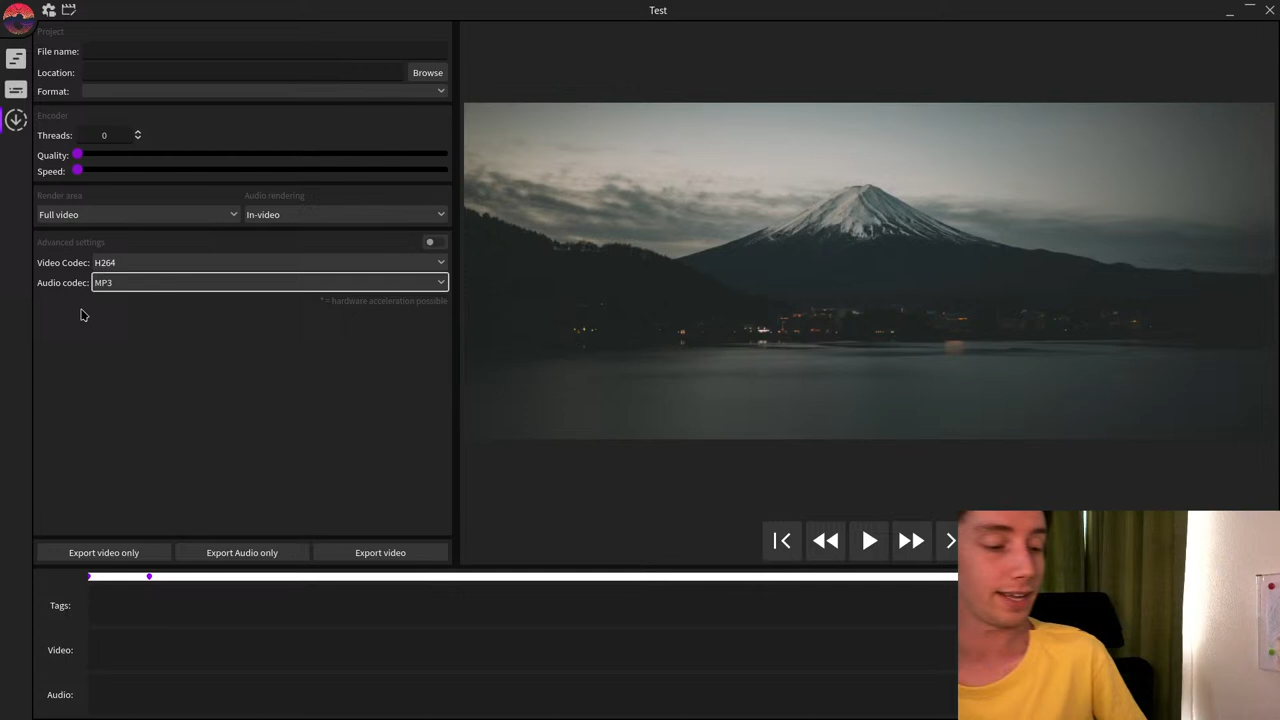 Test
Project
File name:
Location:
Browse
Format:
Encoder
Threads: 0
Quality:
Speed:
Render area
Audio rendering
Full video
In-video
Advanced settings
Video Codec: H264
Audio codec: MP3
* = hardware acceleration possible
Export video only
Export Audio only
Export video
Tags:
Video:
Audio: